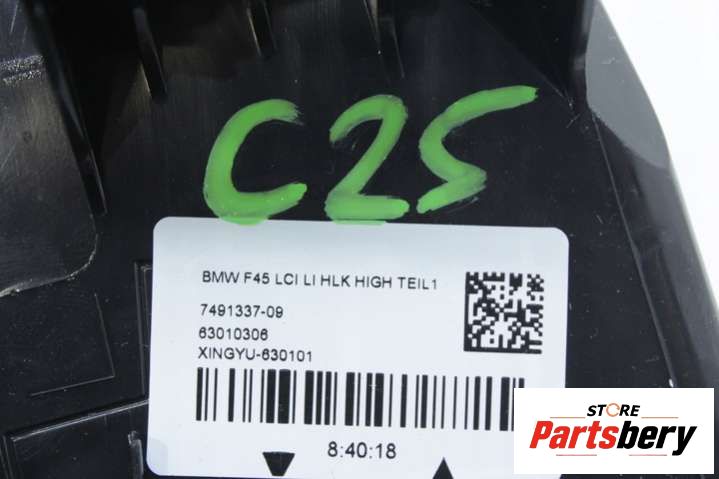 C25
BMW F45 LCI LI HLK HIGH TEIL1
7491337-09
63010306
XINGYU-630101
8:40:18
STORE
Partsbery